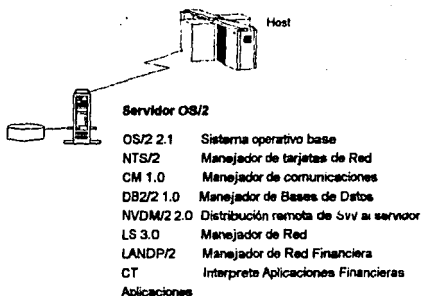 Host
Servidor OS/2
OS/2 2.1 Sistema operativo base
NTS/2 Manejador de tarjetas de Red
CM 1.0 Manejador de comunicaciones
DB2/2 1.0 Manejador de Bases de Datos
NVDM/2 2.0 Distribución remota de SW al servidor
LS 3.0 Manejador de Red
LANDP/2 Manejador de Red Financiera
CT Interprete Aplicaciones Financieras
Aplicaciones